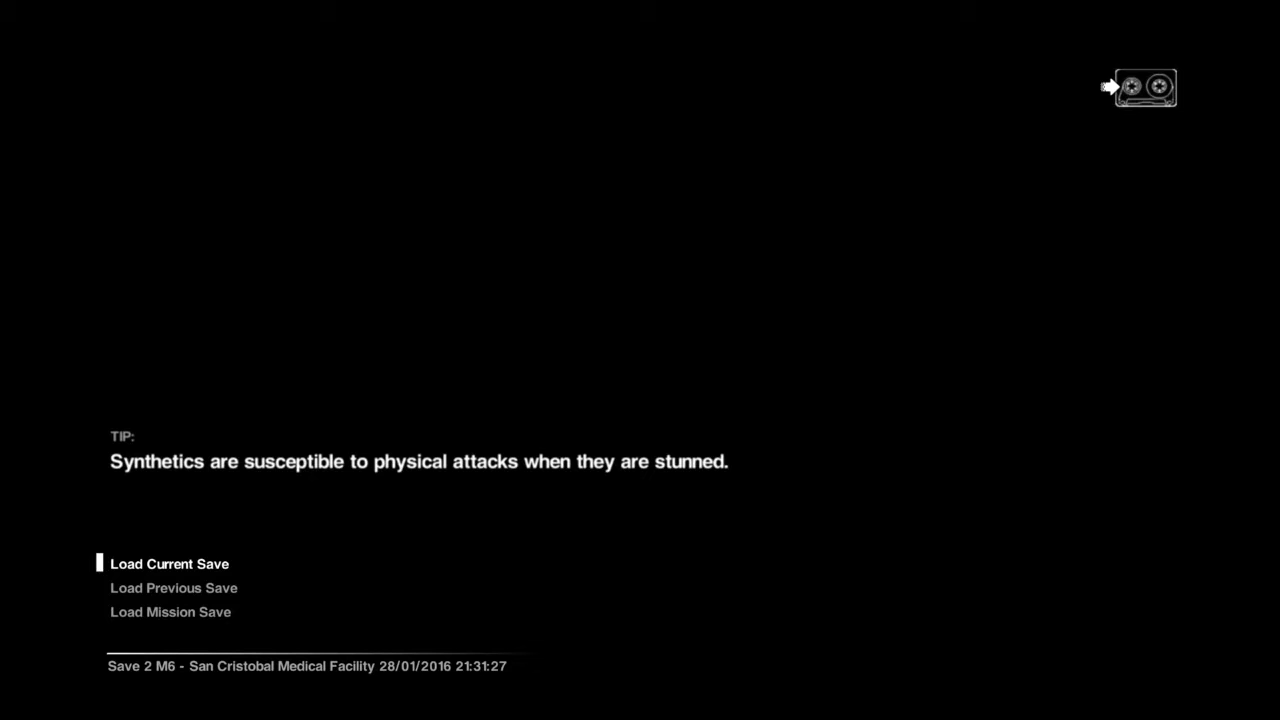 TIP:
Synthetics are susceptible to physical attacks when they are stunned.
Load Current Save
Load Previous Save
Load Mission Save
Save 2 M6 - San Cristobal Medical Facility 28/01/2016 21:31:27